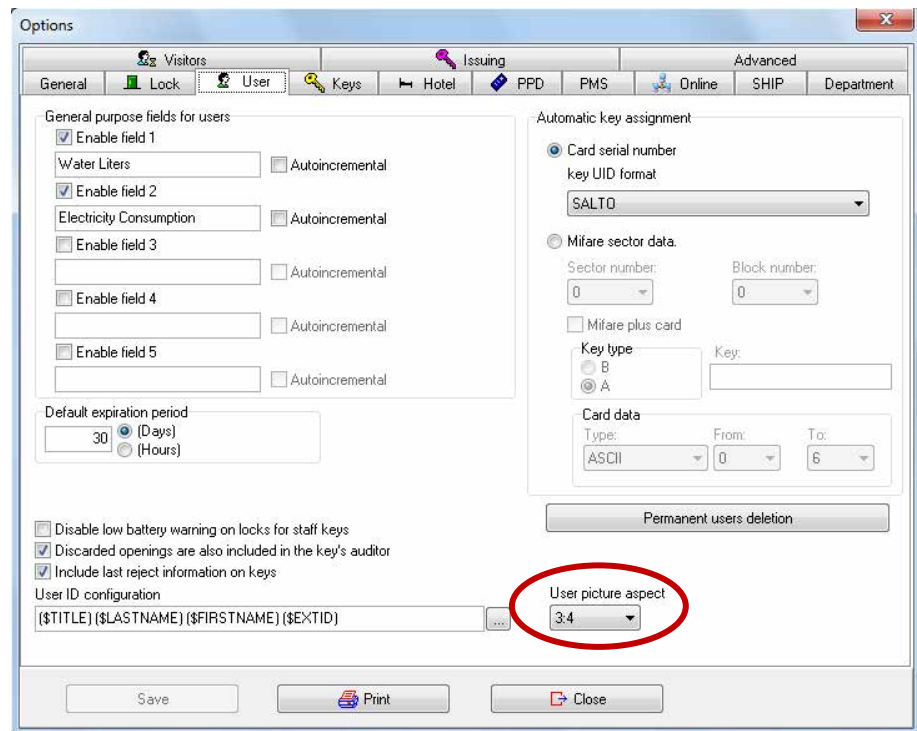 Options
x
Visitors Issuing Advanced
General Lock User Keys Hotel PPD PMS Online SHIP Department
General purpose fields for users
Enable field 1
Water Liters Autoincremental
Enable field 2
Electricity Consumption Autoincremental
Enable field 3
Autoincremental
Enable field 4
Autoincremental
Enable field 5
Autoincremental
Default expiration period
30 (Days)
(Hours)
Automatic key assignment
Card serial number
key UID format
SALTO
Mifare sector data.
Sector number: Block number:
0 0
Mifare plus card
Key type Key:
B
A
Card data
Type: From: To:
ASCII 0 6
Permanent users deletion
Disable low battery warning on locks for staff keys
Discarded openings are also included in the key's auditor
Include last reject information on keys
User ID configuration
($TITLE) ($LASTNAME) ($FIRSTNAME) ($EXTID) ...
User picture aspect
3:4
Save Print Close